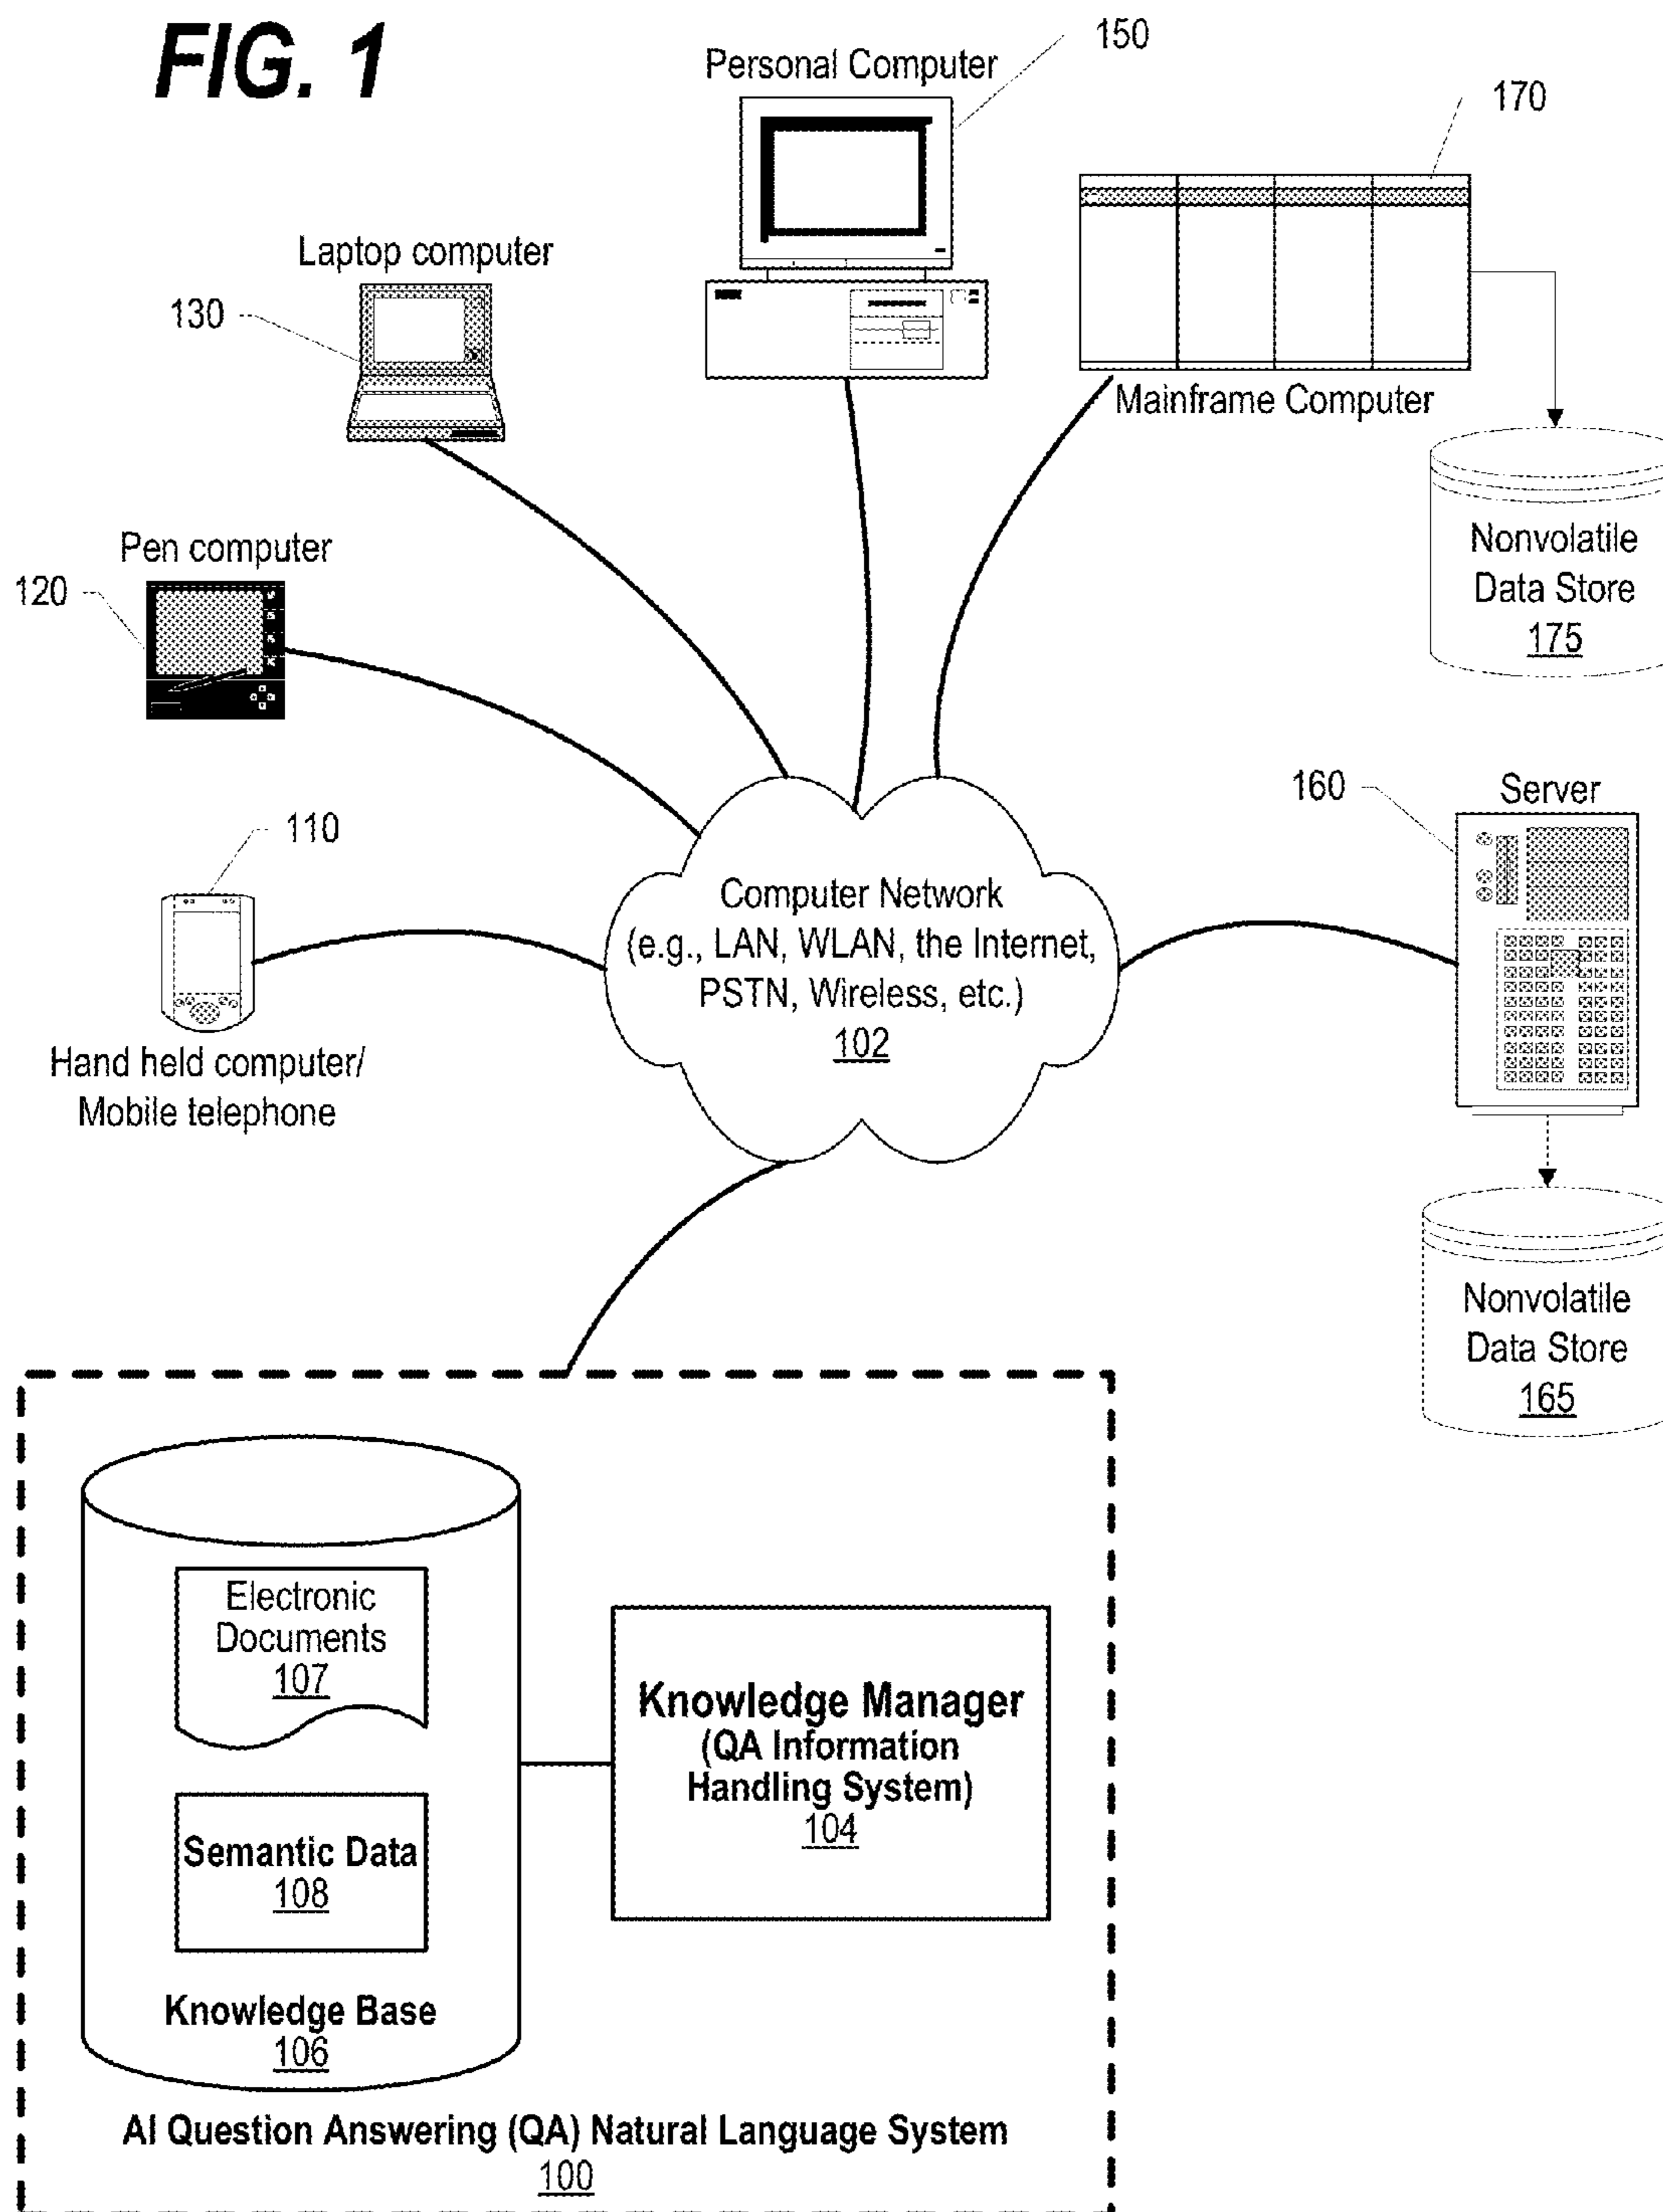 FIG. 1
150
Personal Computer
170
Laptop computer
130
Mainframe Computer
Pen computer
120
Nonvolatile
Data Store
175
110
160
Server
Computer Network
(e.g., LAN, WLAN, the Internet,
PSTN, Wireless, etc.)
102
Hand held computer/
Mobile telephone
Nonvolatile
Data Store
165
Electronic
Documents
107
Knowledge Manager
(QA Information
Handling System)
104
Semantic Data
108
Knowledge Base
106
AI Question Answering (QA) Natural Language System
100